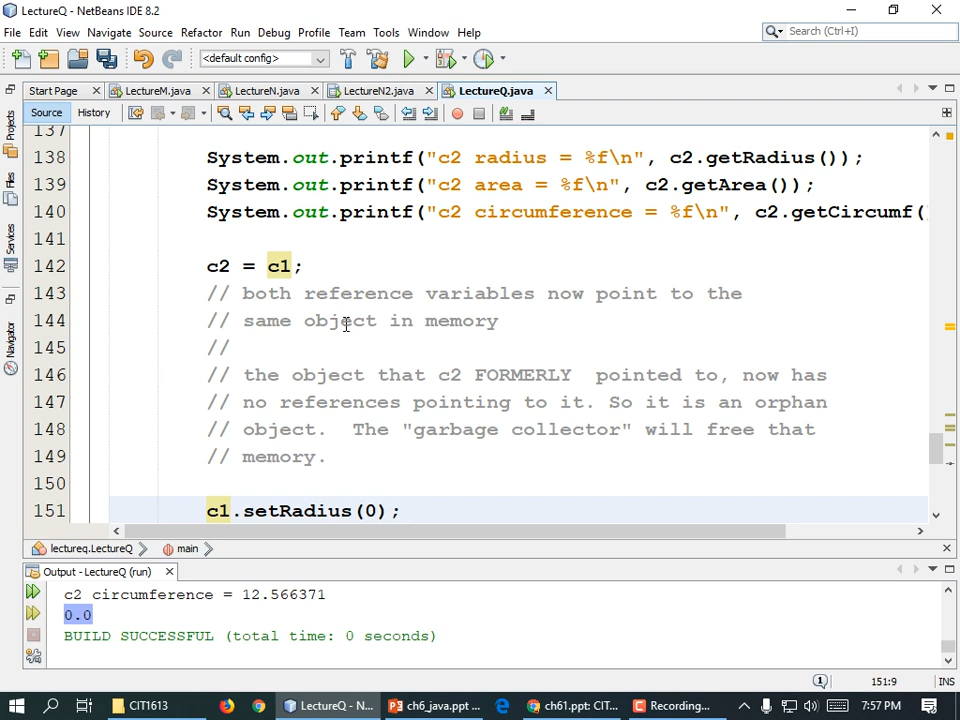 LectureQ - NetBeans IDE 8.2
File Edit View Navigate Source Refactor Run Debug Profile Team Tools Window Help
Search (Ctrl+I)
<default config>
Start Page LectureM.java LectureN.java LectureN2.java LectureQ.java
Source History
Projects
Files
Services
Navigator
137
138 System.out.printf("c2 radius = %f\n", c2.getRadius());
139 System.out.printf("c2 area = %f\n", c2.getArea());
140 System.out.printf("c2 circumference = %f\n", c2.getCircumf(
141
142 c2 = c1;
143 // both reference variables now point to the
144 // same object in memory
145 //
146 // the object that c2 FORMERLY  pointed to, now has
147 // no references pointing to it. So it is an orphan
148 // object.  The "garbage collector" will free that
149 // memory.
150
151 c1.setRadius(0);
lectureq.LectureQ main
Output - LectureQ (run)
c2 circumference = 12.566371
0.0
BUILD SUCCESSFUL (total time: 0 seconds)
151:9 INS
CIT1613 LectureQ - N... ch6_java.ppt ... ch61.ppt: CIT... Recording... 7:57 PM